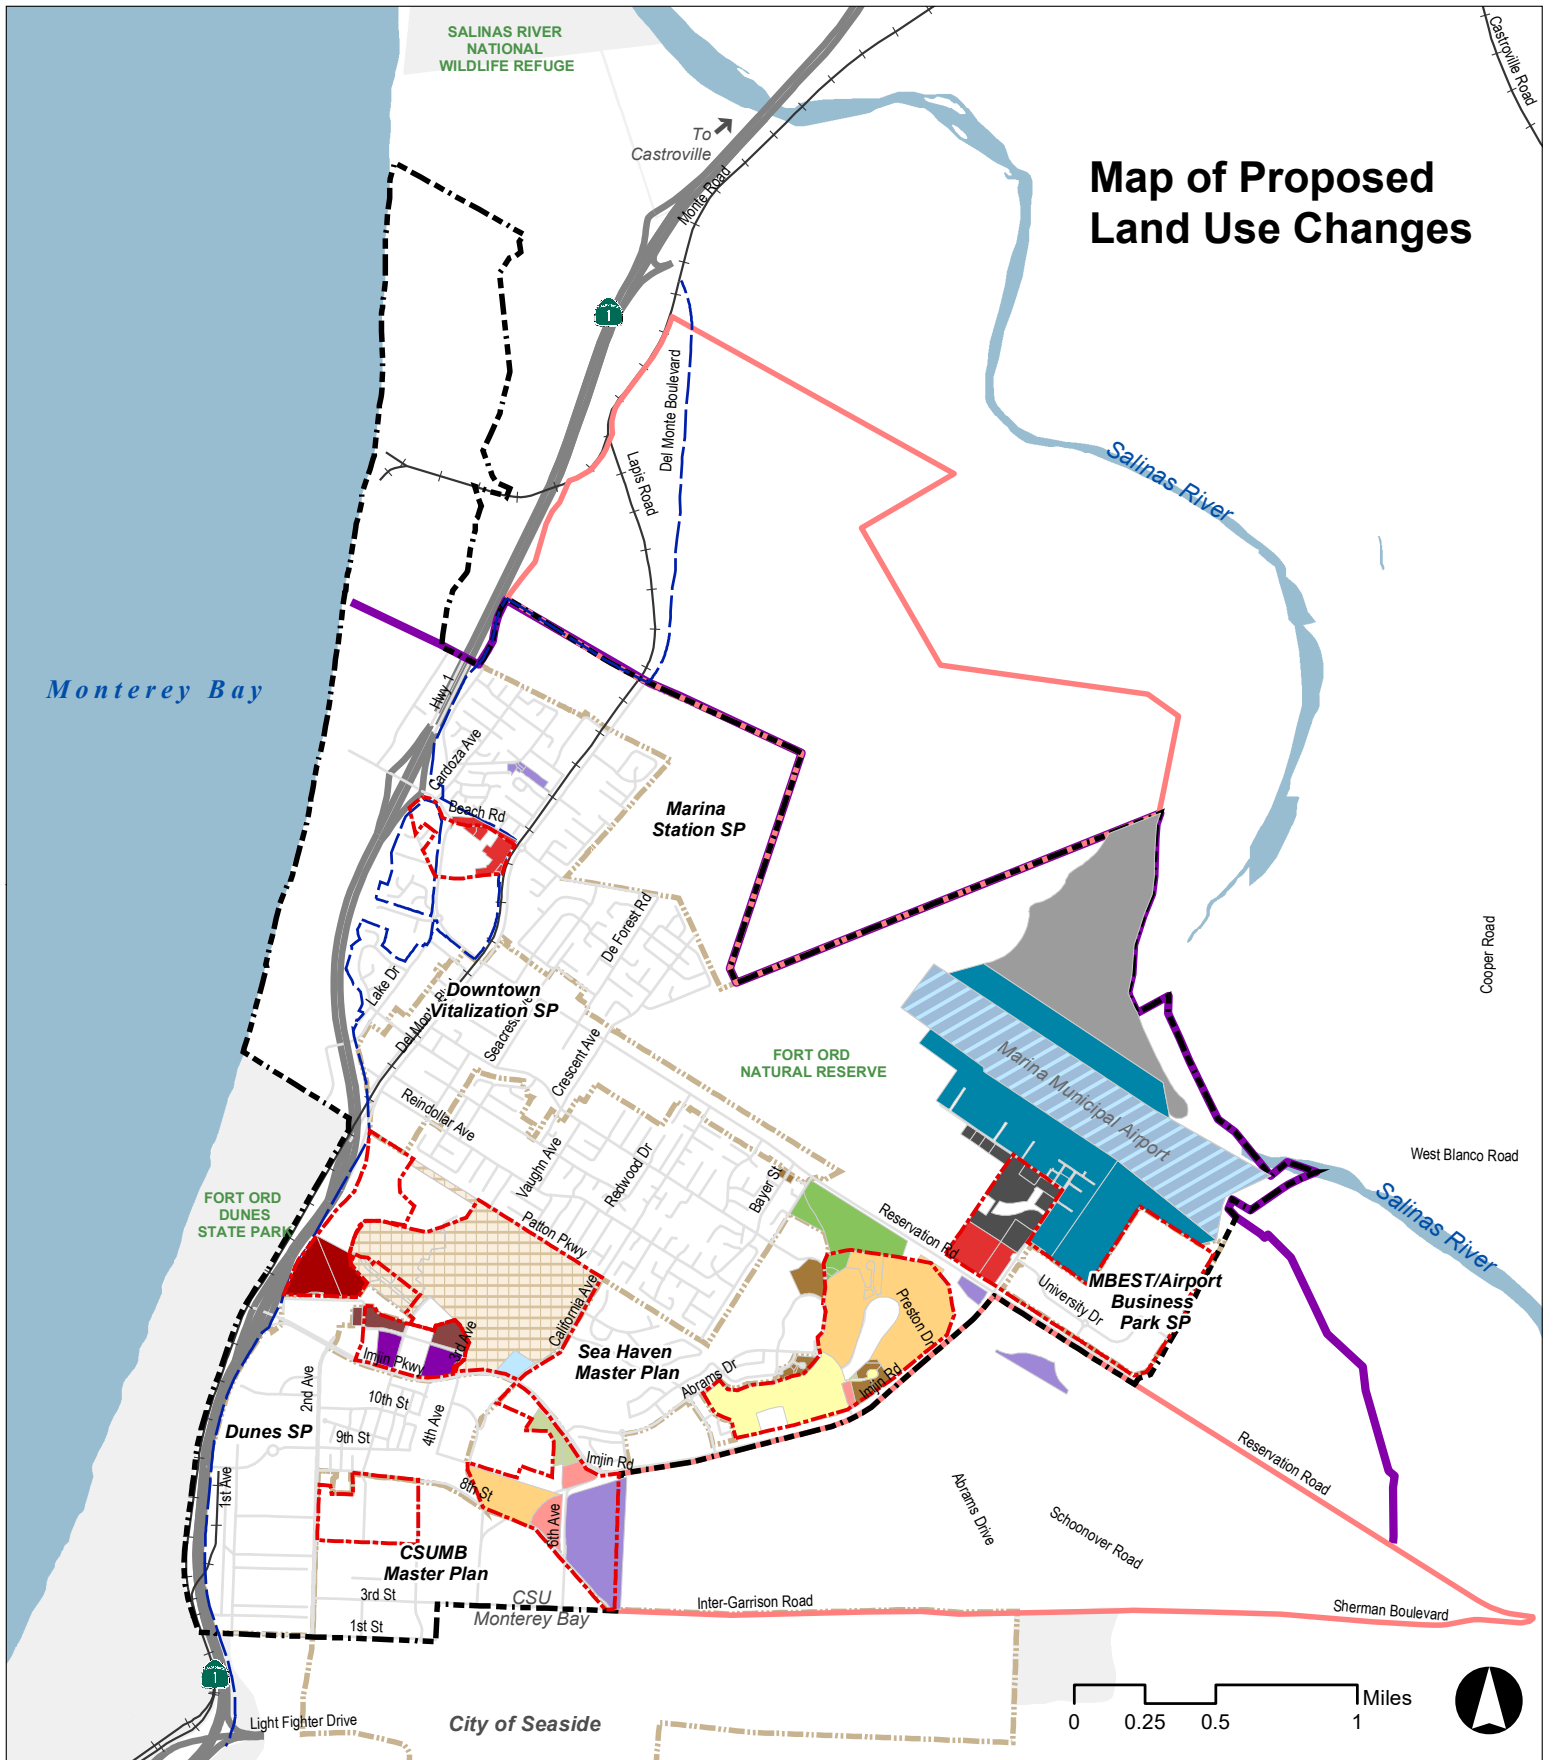 SALINAS RIVER
NATIONAL
WILDLIFE REFUGE
Castroville Road
To
Castroville
Monte Road
Map of Proposed
Land Use Changes
1
Del Monte Boulevard
Lapis Road
Salinas River
Monterey Bay
Hwy 1
Cardoza Ave
Beach Rd
Marina
Station SP
De Forest Rd
Cooper Road
Lake Dr
Downtown
Vitalization SP
Del Monte
Seacrest
Crescent Ave
FORT ORD
NATURAL RESERVE
Marina Municipal Airport
Reindollar Ave
Vaughn Ave
Redwood Dr
Bayer St
West Blanco Road
FORT ORD
DUNES
STATE PARK
Patton Pkwy
Reservation Rd
Salinas River
University Dr
MBEST/Airport
Business
Park SP
California Ave
Preston Dr
3rd Ave
Imjin Pkwy
Sea Haven
Master Plan
Abrams Dr
Imjin Rd
2nd Ave
10th St
4th Ave
Dunes SP
9th St
Imjin Rd
Reservation Road
1st Ave
8th St
6th Ave
Abrams Drive
Schoonover Road
CSUMB
Master Plan
3rd St
CSU
Monterey Bay
1st St
Inter-Garrison Road
Sherman Boulevard
1
Light Fighter Drive
City of Seaside
Miles
0 0.25 0.5 1